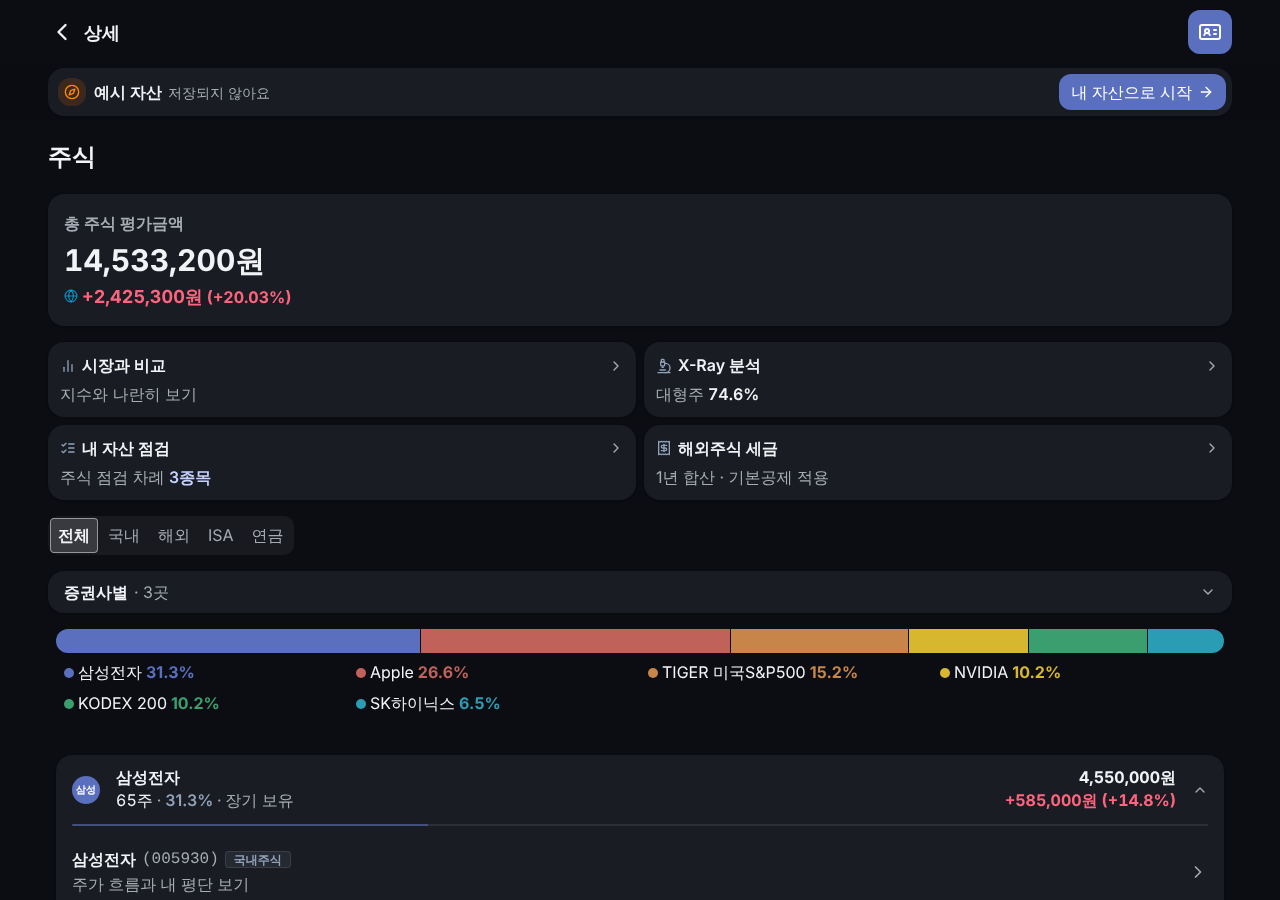 상세
예시 자산 저장되지 않아요
내 자산으로 시작 →
주식
총 주식 평가금액
14,533,200원
+2,425,300원 (+20.03%)
시장과 비교
지수와 나란히 보기
X-Ray 분석
대형주 74.6%
내 자산 점검
주식 점검 차례 3종목
해외주식 세금
1년 합산 · 기본공제 적용
전체 국내 해외 ISA 연금
증권사별 · 3곳
삼성전자 31.3% Apple 26.6% TIGER 미국S&P500 15.2% NVIDIA 10.2%
KODEX 200 10.2% SK하이닉스 6.5%
삼성
삼성전자
65주 · 31.3% · 장기 보유
4,550,000원
+585,000원 (+14.8%)
삼성전자 (005930) 국내주식
주가 흐름과 내 평단 보기